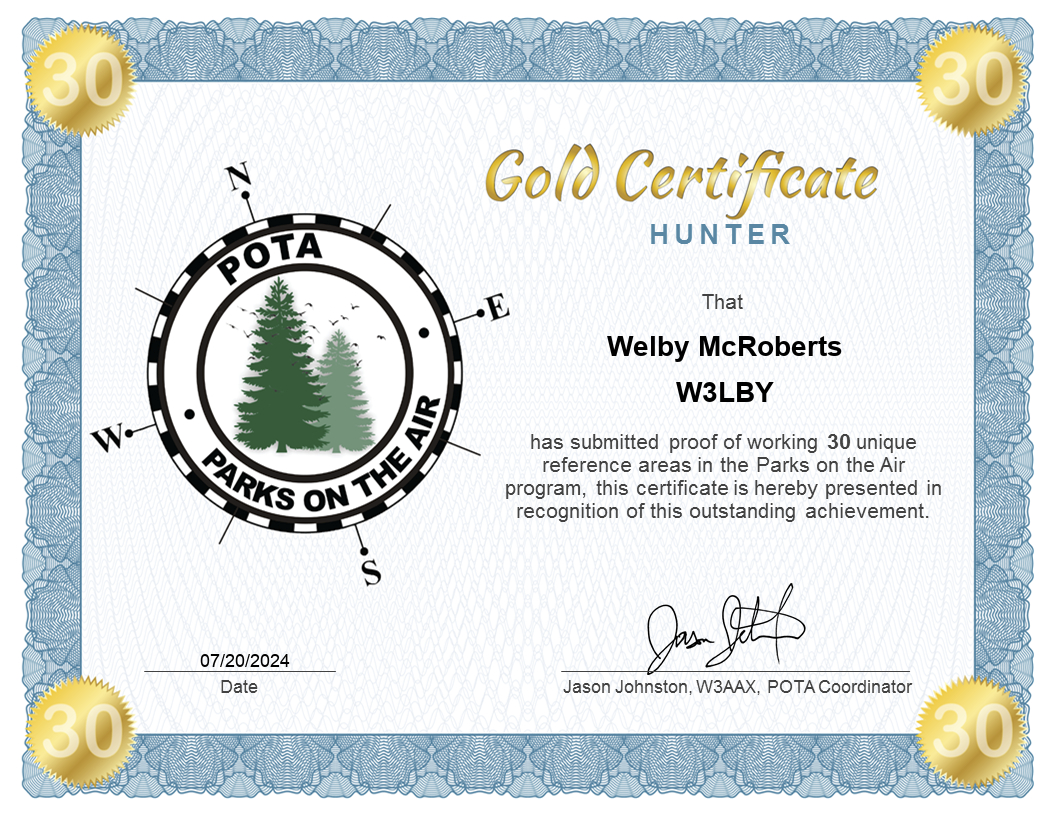 30
30
Gold Certificate
HUNTER
N
E
S
W
POTA
PARKS ON THE AIR
That
Welby McRoberts
W3LBY
has submitted proof of working 30 unique
reference areas in the Parks on the Air
program, this certificate is hereby presented in
recognition of this outstanding achievement.
07/20/2024
Date
Jason Johnston, W3AAX, POTA Coordinator
30
30